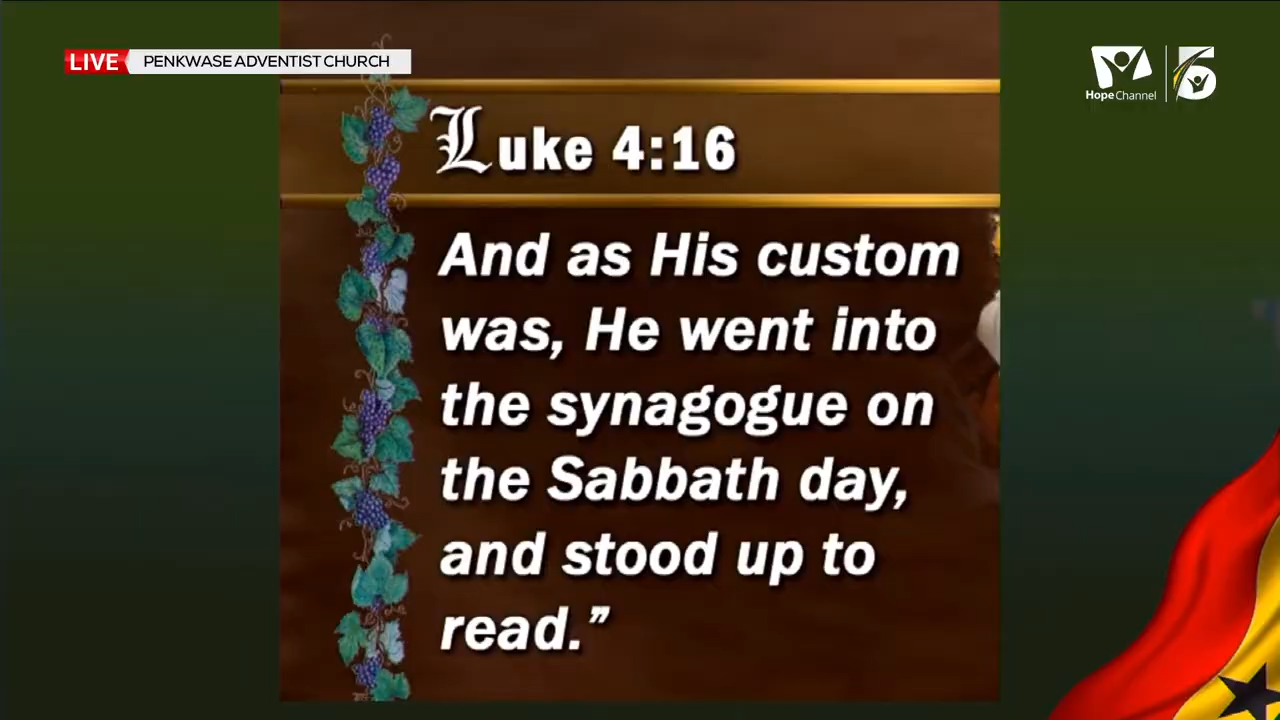 LIVE PENKWASE ADVENTIST CHURCH
Hope Channel 5
Luke 4:16
And as His custom
was, He went into
the synagogue on
the Sabbath day,
and stood up to
read.”